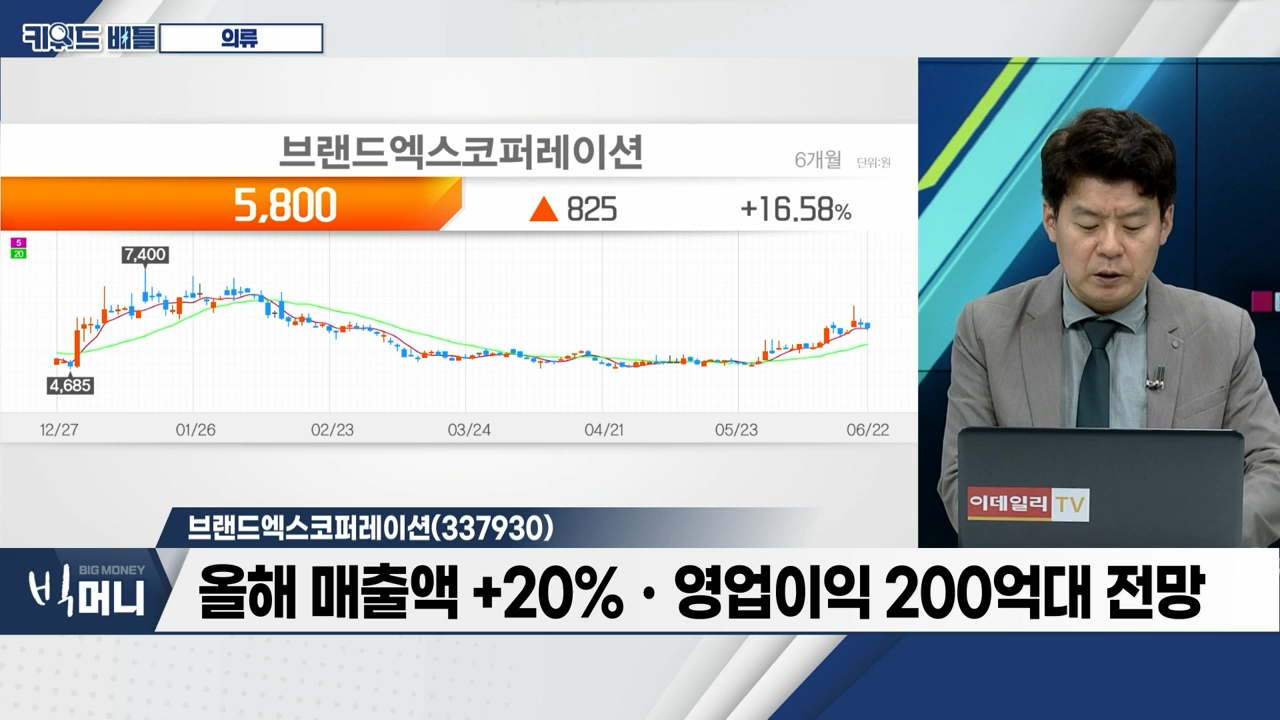 키워드 배틀
의류
브랜드엑스코퍼레이션
6개월 단위:원
5,800 ▲ 825 +16.58%
5
20
7,400
4,685
12/27 01/26 02/23 03/24 04/21 05/23 06/22
이데일리TV
브랜드엑스코퍼레이션(337930)
BIG MONEY
빅머니
올해 매출액 +20% · 영업이익 200억대 전망